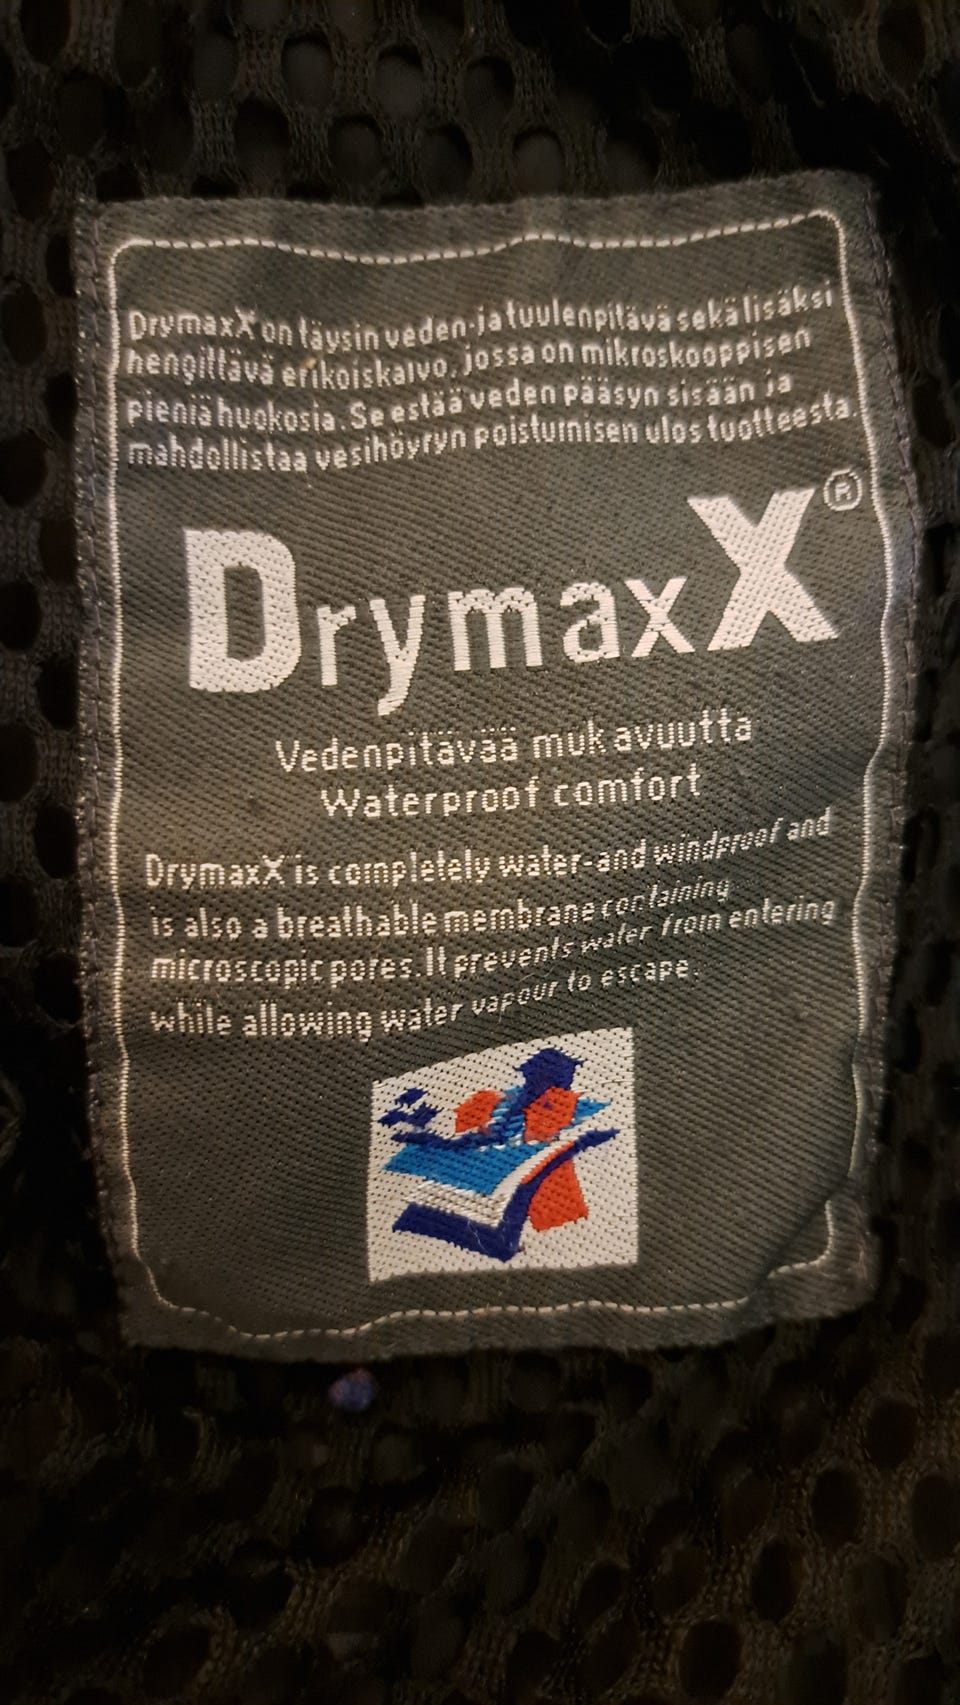 DrymaxX on täysin veden-ja tuulenpitävä sekä lisäksi
hengittävä erikoiskalvo, jossa on mikroskooppisen
pieniä huokosia. Se estää veden pääsyn sisään ja
mahdollistaa vesihöyryn poistumisen ulos tuotteesta.
DrymaxX®
Vedenpitävää mukavuutta
Waterproof comfort
DrymaxX is completely water-and windproof and
is also a breathable membrane containing
microscopic pores. It prevents water from entering
while allowing water vapour to escape.